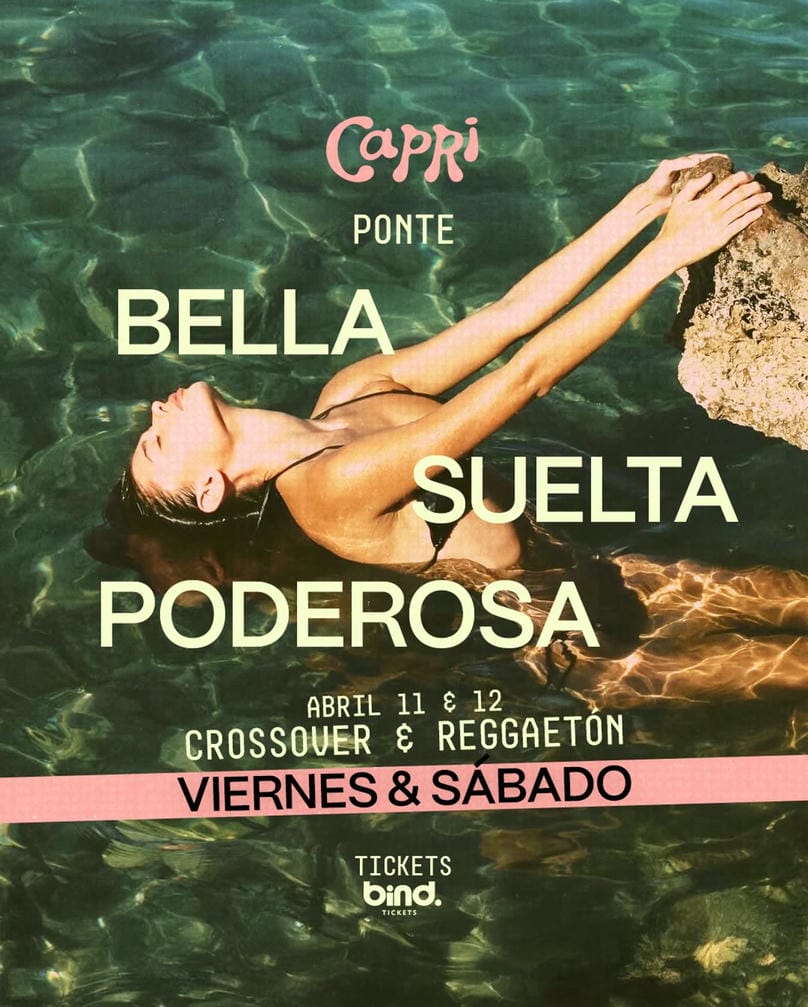 Capri
PONTE
BELLA
SUELTA
PODEROSA
ABRIL 11 & 12
CROSSOVER & REGGAETÓN
VIERNES & SÁBADO
TICKETS
bind.
TICKETS